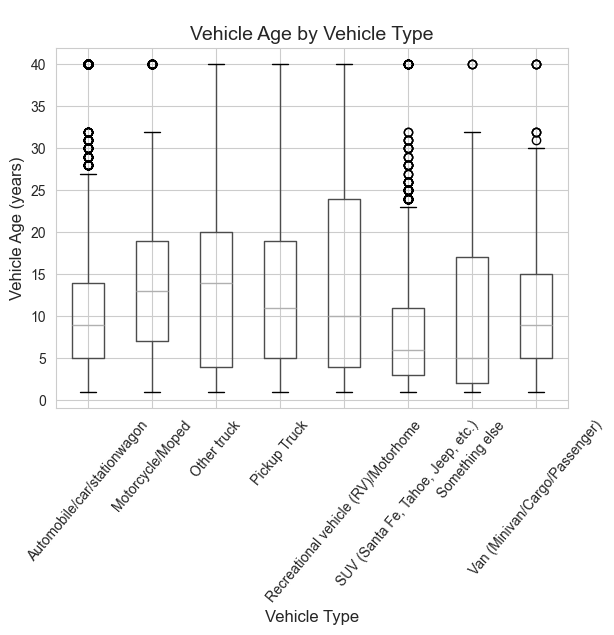 Vehicle Age by Vehicle Type
Vehicle Age (years)
40
35
30
25
20
15
10
5
0
Automobile/car/stationwagon
Motorcycle/Moped
Other truck
Pickup Truck
Recreational vehicle (RV)/Motorhome
SUV (Santa Fe, Tahoe, Jeep, etc.)
Something else
Van (Minivan/Cargo/Passenger)
Vehicle Type